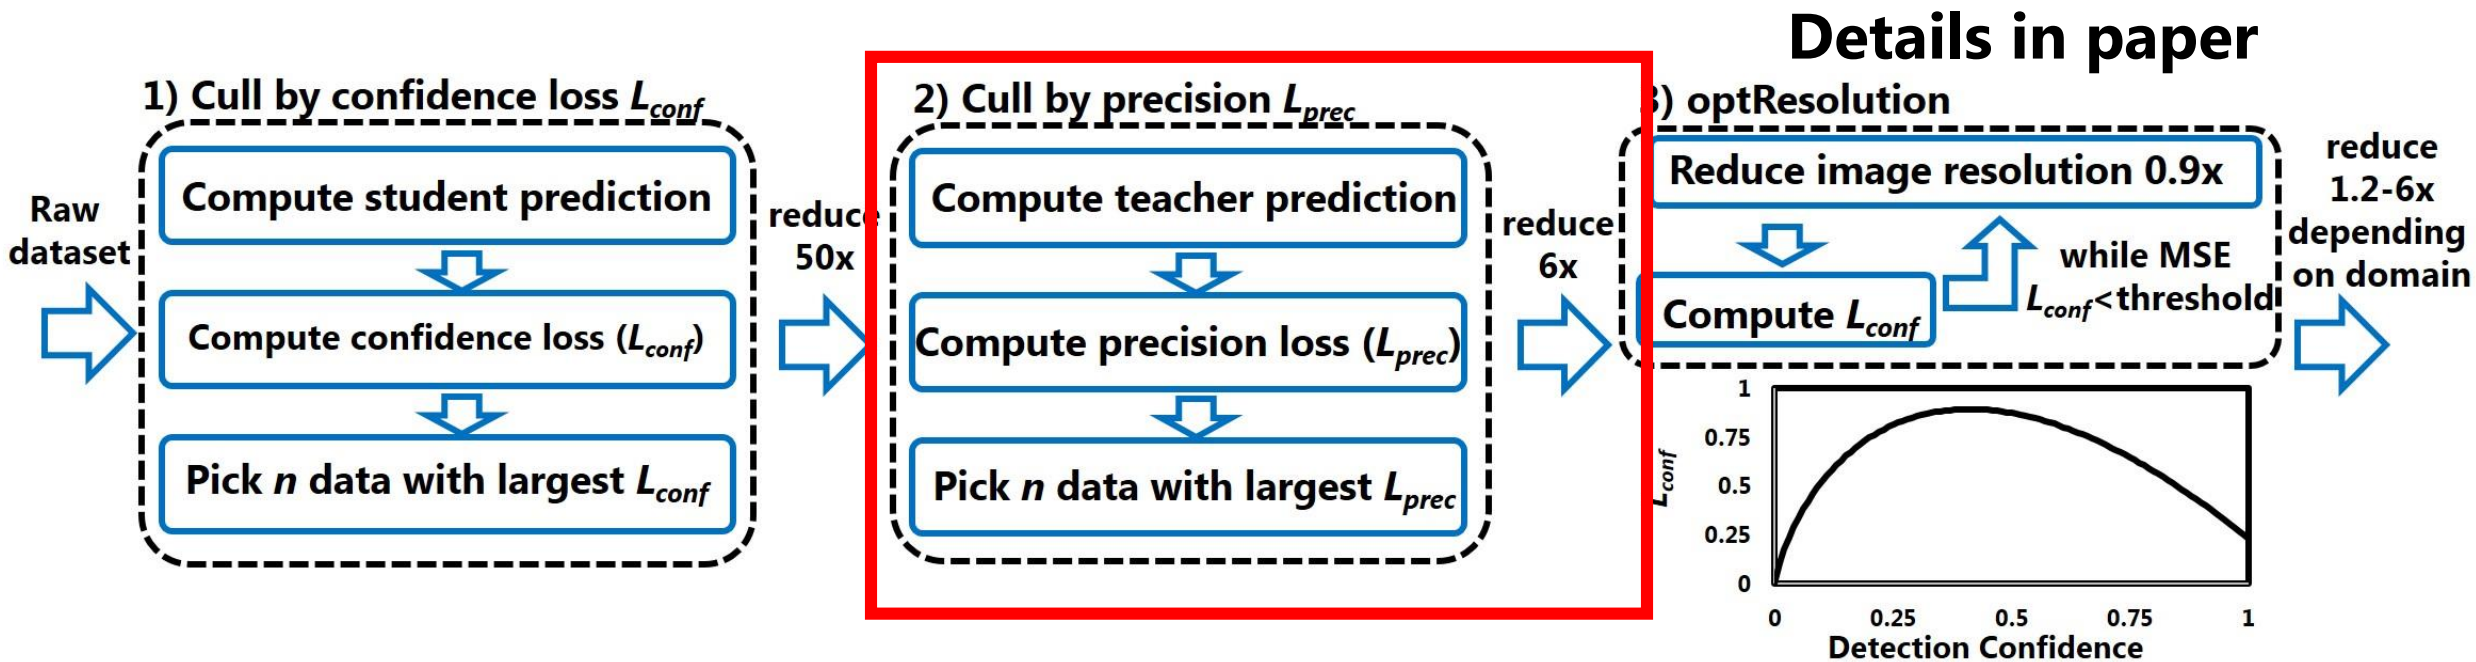 Details in paper
Raw
dataset
1) Cull by confidence loss Lconf
Compute student prediction
Compute confidence loss (Lconf)
Pick n data with largest Lconf
reduce
50x
2) Cull by precision Lprec
Compute teacher prediction
Compute precision loss (Lprec)
Pick n data with largest Lprec
reduce
6x
3) optResolution
Reduce image resolution 0.9x
Compute Lconf
while MSE
Lconf<threshold
reduce
1.2-6x
depending
on domain
Lconf
1
0.75
0.5
0.25
0
0 0.25 0.5 0.75 1
Detection Confidence